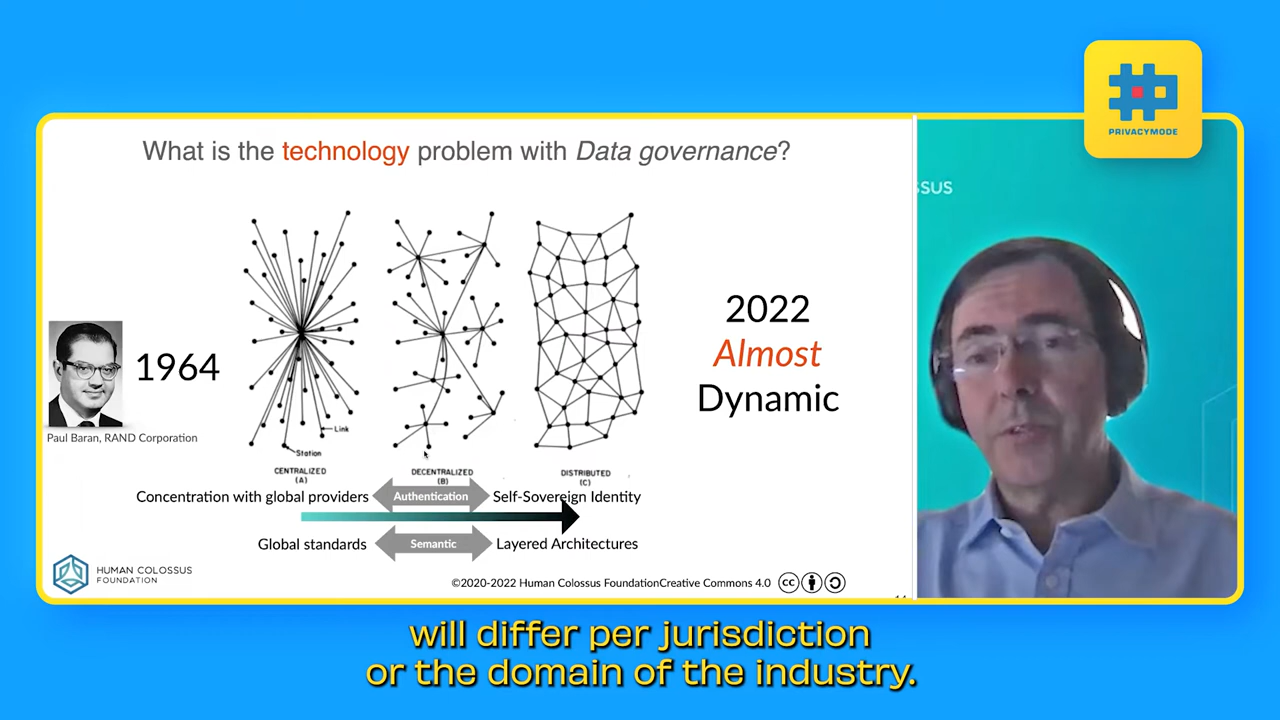 PRIVACYMODE
What is the technology problem with Data governance?
SSUS
1964
Paul Baran, RAND Corporation
Link
Station
CENTRALIZED
(A)
DECENTRALIZED
(B)
DISTRIBUTED
(C)
2022
Almost
Dynamic
Concentration with global providers
Authentication
Self-Sovereign Identity
Global standards
Semantic
Layered Architectures
HUMAN COLOSSUS
FOUNDATION
©2020-2022 Human Colossus FoundationCreative Commons 4.0
cc
will differ per jurisdiction
or the domain of the industry.